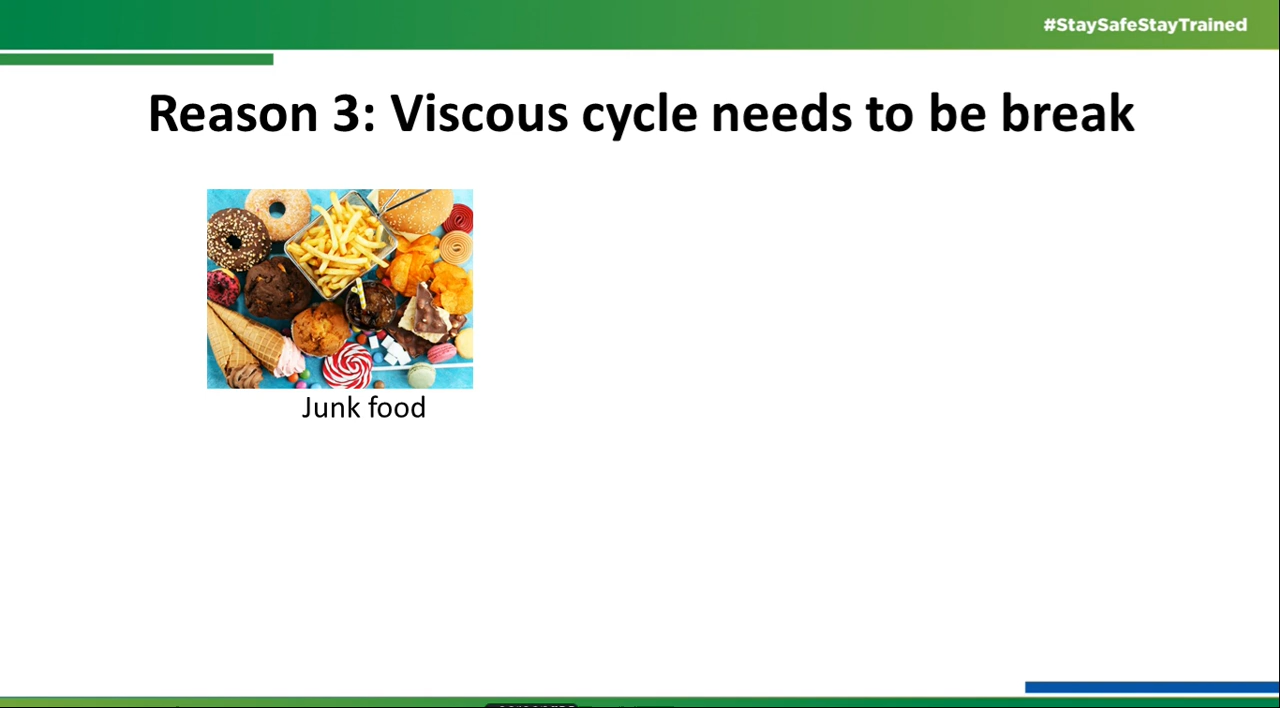 #StaySafeStayTrained
Reason 3: Viscous cycle needs to be break
Junk food